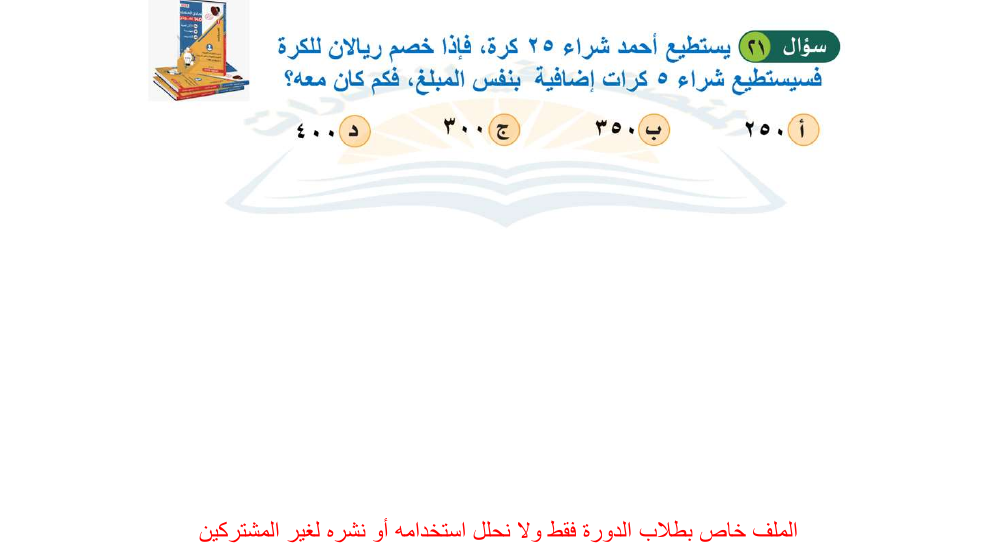 سؤال ٢١ يستطيع أحمد شراء ٢٥ كرة، فإذا خصم ريالان للكرة
فسيستطيع شراء ٥ كرات إضافية بنفس المبلغ، فكم كان معه؟
أ ٢٥٠ ب ٣٥٠ ج ٣٠٠ د ٤٠٠
الملف خاص بطلاب الدورة فقط ولا نحلل استخدامه أو نشره لغير المشتركين